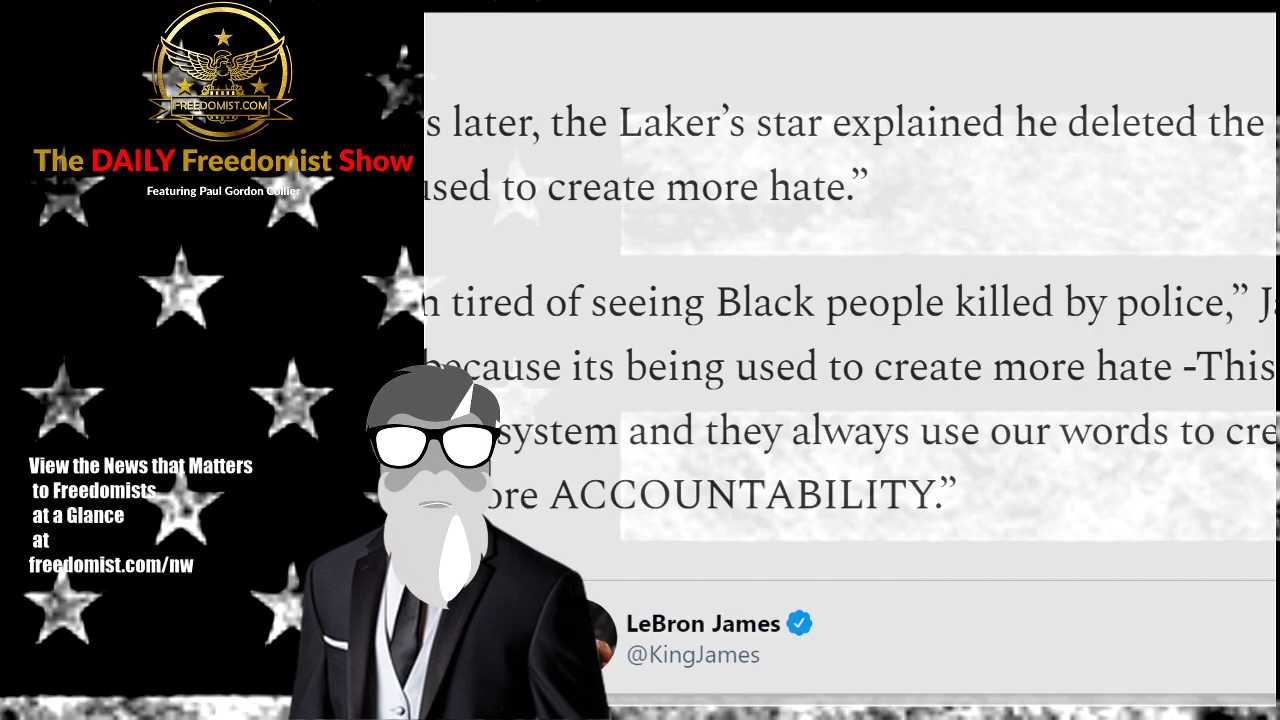 FREEDOMIST.COM
The DAILY Freedomist Show
Featuring Paul Gordon Collier
s later, the Laker’s star explained he deleted the
used to create more hate.”
tired of seeing Black people killed by police,”
because its being used to create more hate -This
system and they always use our words to
ACCOUNTABILITY.”
View the News that Matters
to Freedomists
at a Glance
at
freedomist.com/nw
LeBron James
@KingJames